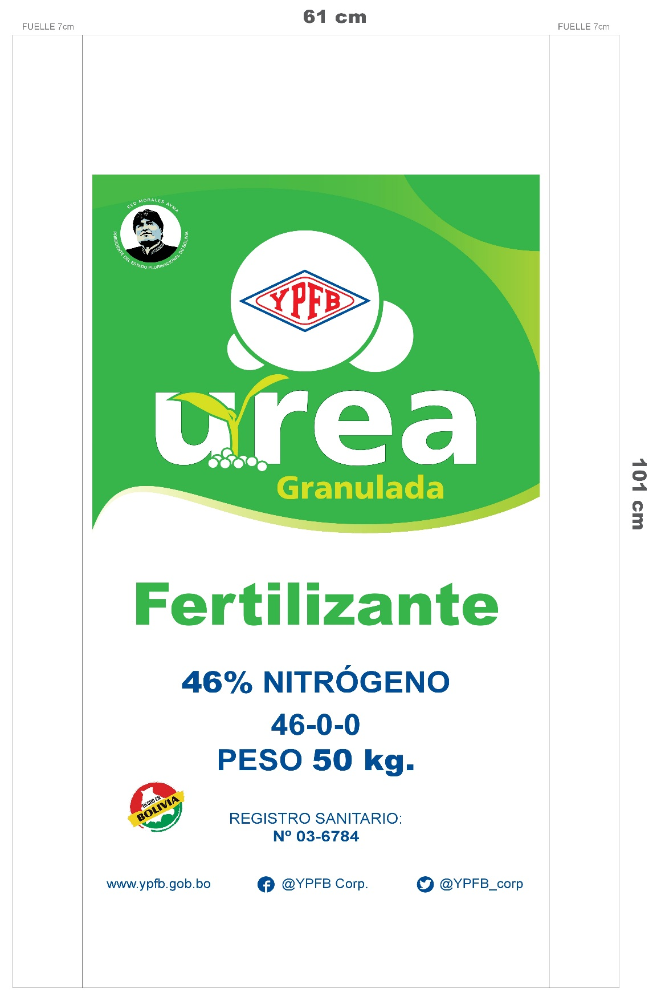 61 cm
FUELLE 7cm
FUELLE 7cm
EVO MORALES AYMA
PRESIDENTE DEL ESTADO PLURINACIONAL DE BOLIVIA
YPFB
urea
Granulada
101 cm
Fertilizante
46% NITRÓGENO
46-0-0
PESO 50 kg.
HECHO EN
BOLIVIA
REGISTRO SANITARIO:
Nº 03-6784
www.ypfb.gob.bo
@YPFB Corp.
@YPFB_corp